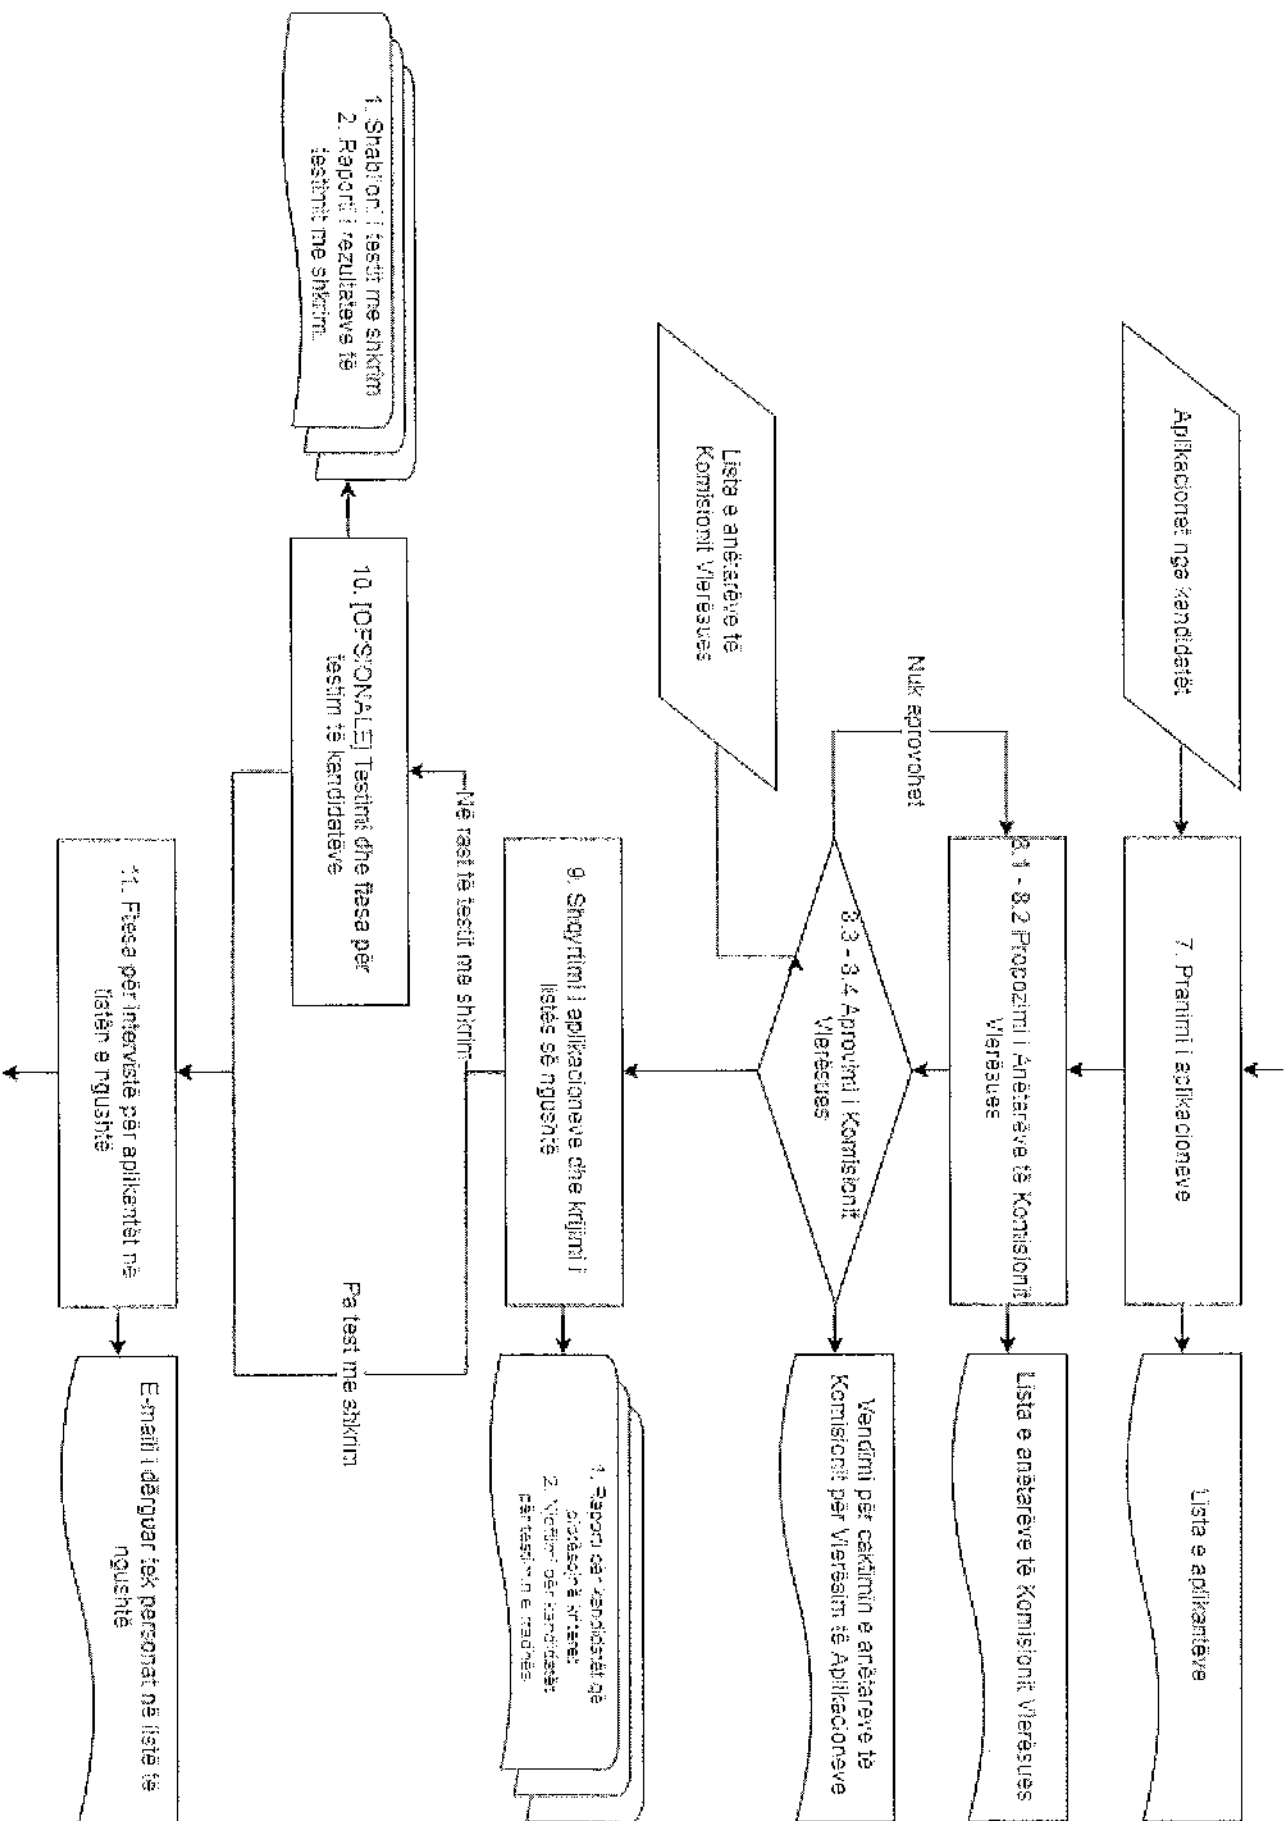 Aplikacionet nga kandidatët
7. Pranimi i aplikacioneve
Lista e aplikantëve
8.1 - 8.2 Propozimi i Anëtarëve të Komisionit
Vlerësues
Lista e anëtarëve të Komisionit Vlerësues
Nuk aprovohet
Lista e anëtarëve të
Komisionit Vlerësues
8.3 - 8.4 Aprovimi i Komisionit
Vlerësues
Vendimi për caktimin e anëtareve të
Komisionit për Vlerësim të Aplikacioneve
9. Shqyrtimi i aplikacioneve dhe krijimi i
listës së ngushtë
1. Raporti për kandidatët që
plotësojnë kriteret
2. Njoftimi për kandidatët
për testimin e radhës
Në rast të testit me shkrim
Pa test me shkrim
10. [OPSIONALE] Testimi dhe ftesa për
testim të kandidatëve
1. Shablloni i testit me shkrim
2. Raporti i rezultateve të
testimit me shkrim.
11. Ftesa për intervistë për aplikantët në
listën e ngushtë
E-maili i dërguar tek personat në listë të
ngushtë